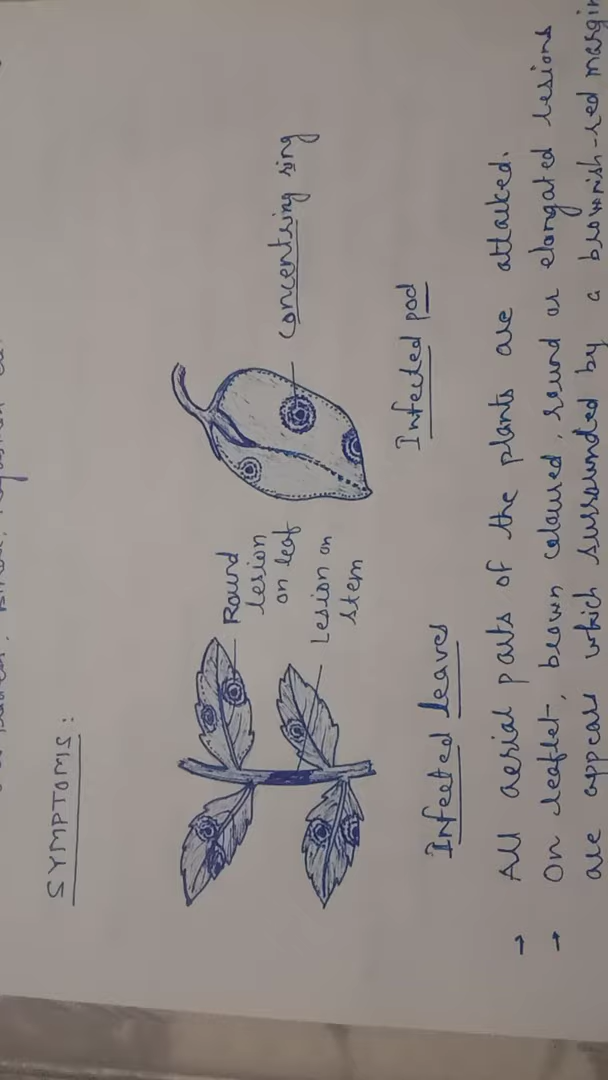 SYMPTOMS:
Round
lesion
on leaf
Lesion on
stem
Concentring ring
Infected leaves
Infected pod
→ All aerial parts of the plants are attacked.
→ On leaflet, brown coloured, round or elongated lesions
are appears which surrounded by a brownish-red margin